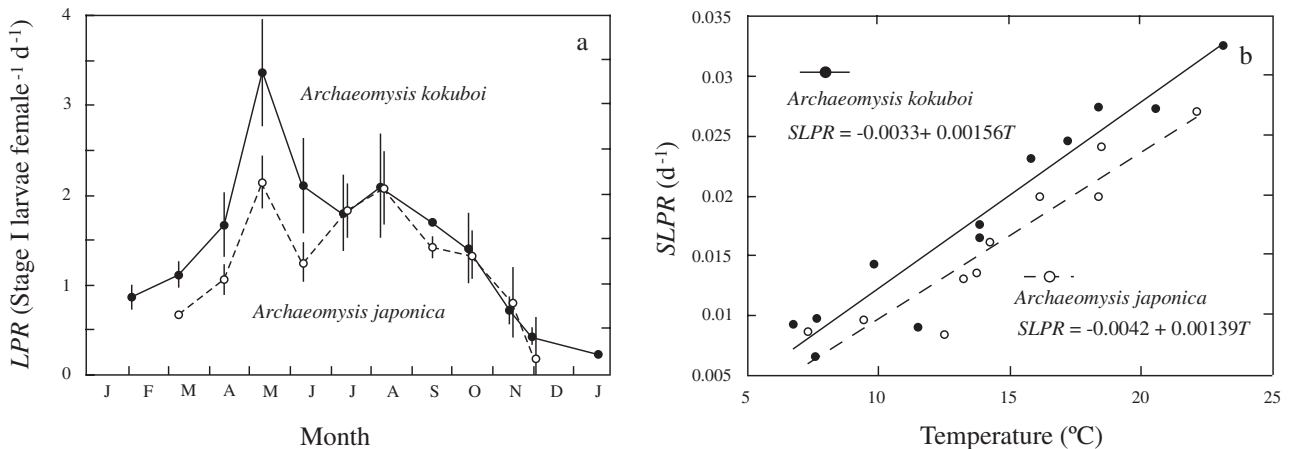 LPR (Stage I larvae female⁻¹ d⁻¹)
4
3
2
1
0
a
Archaeomysis kokuboi
Archaeomysis japonica
J F M A M J J A S O N D J
Month
SLPR (d⁻¹)
0.035
0.03
0.025
0.02
0.015
0.01
0.005
b
Archaeomysis kokuboi
SLPR = -0.0033+ 0.00156T
Archaeomysis japonica
SLPR = -0.0042 + 0.00139T
5 10 15 20 25
Temperature (ºC)